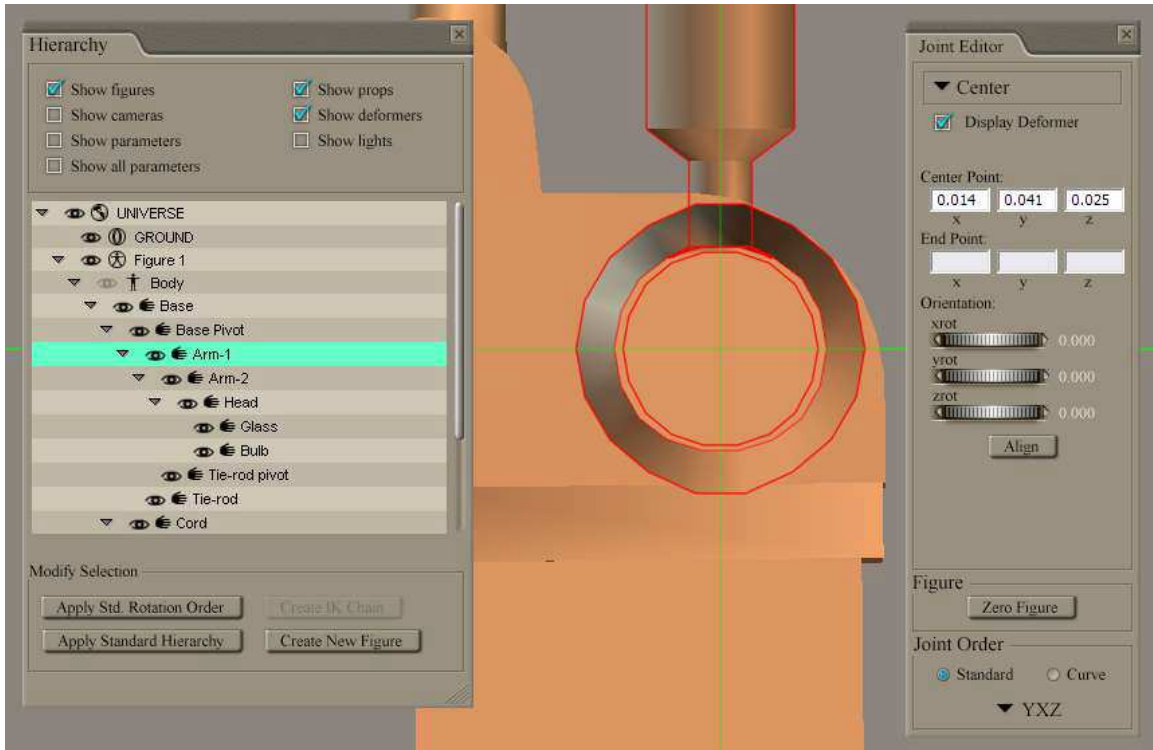 Hierarchy
Show figures
Show props
Show cameras
Show deformers
Show parameters
Show lights
Show all parameters
UNIVERSE
GROUND
Figure 1
Body
Base
Base Pivot
Arm-1
Arm-2
Head
Glass
Bulb
Tie-rod pivot
Tie-rod
Cord
Modify Selection
Apply Std. Rotation Order
Create IK Chain
Apply Standard Hierarchy
Create New Figure
Joint Editor
Center
Display Deformer
Center Point:
0.014 0.041 0.025
x y z
End Point:
x y z
Orientation:
xrot
0.000
yrot
0.000
zrot
0.000
Align
Figure
Zero Figure
Joint Order
Standard Curve
YXZ